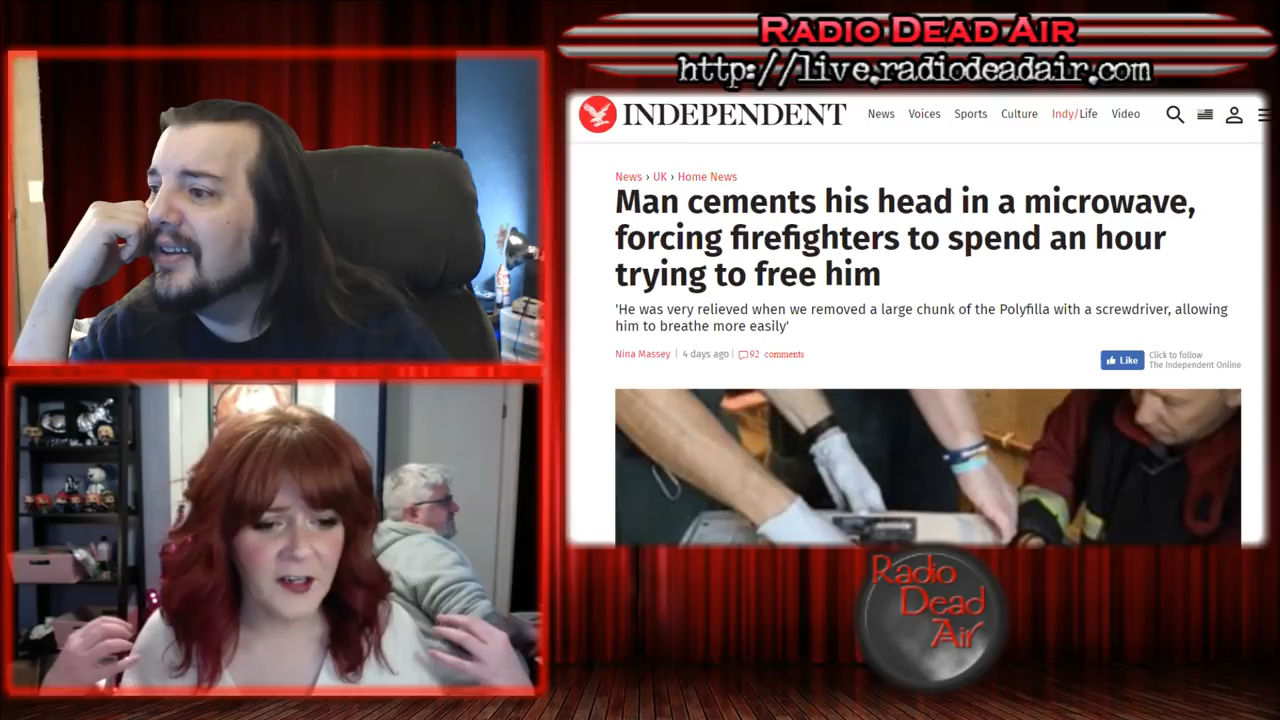 Radio Dead Air
http://live.radiodeadair.com
INDEPENDENT
News Voices Sports Culture Indy/Life Video
News › UK › Home News
Man cements his head in a microwave,
forcing firefighters to spend an hour
trying to free him
'He was very relieved when we removed a large chunk of the Polyfilla with a screwdriver, allowing
him to breathe more easily'
Nina Massey | 4 days ago | 92 comments
Like
Click to follow
The Independent Online
Radio
Dead
Air